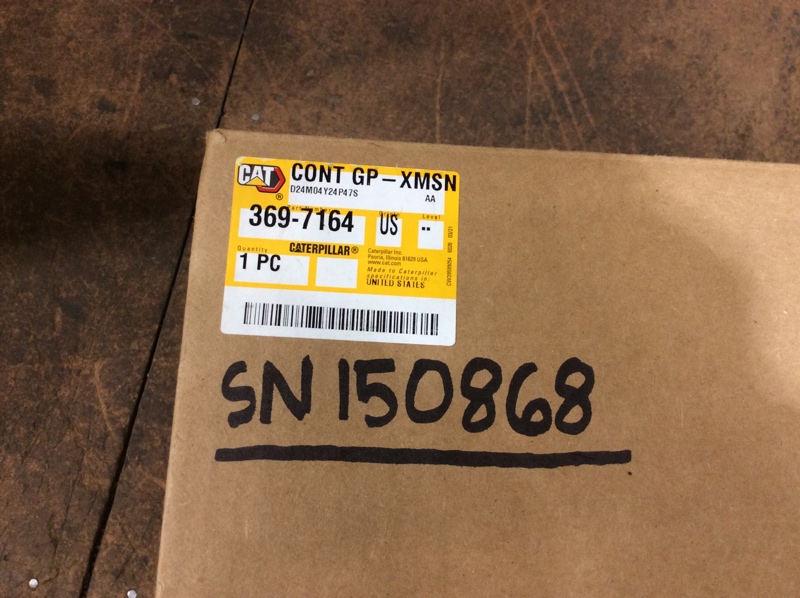 CAT
®
CONT GP-XMSN
D24M04Y24P47S AA
Level
369-7164 US --
Quantity CATERPILLAR®
1 PC
Caterpillar Inc.
Peoria, Illinois 61629 USA
www.cat.com
Made to Caterpillar
specifications in:
UNITED STATES
SN 150868